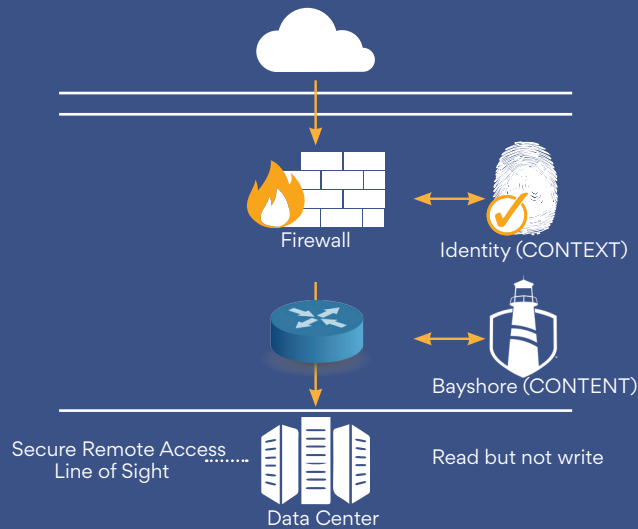 Firewall
Identity (CONTEXT)
Bayshore (CONTENT)
Secure Remote Access
Line of Sight
Read but not write
Data Center